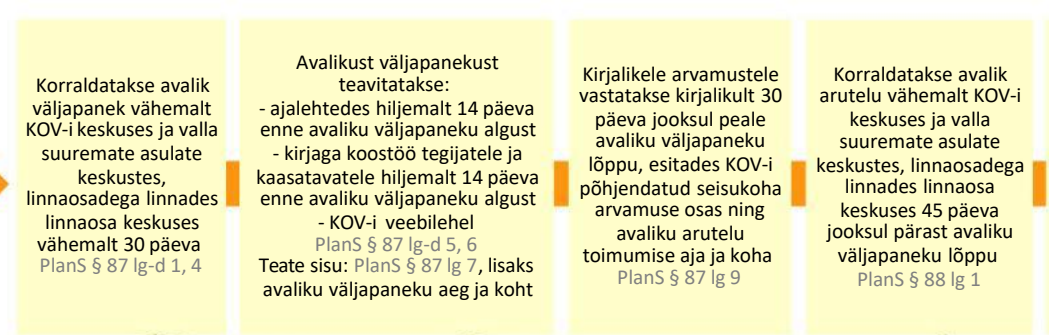 Korraldatakse avalik
väljapanek vähemalt
KOV-i keskuses ja valla
suuremate asulate
keskustes,
linnaosadega linnades
linnaosa keskuses
vähemalt 30 päeva
PlanS § 87 lg-d 1, 4
Avalikust väljapanekust
teavitatakse:
- ajalehtedes hiljemalt 14 päeva
enne avaliku väljapaneku algust
- kirjaga koostöö tegijatele ja
kaasatavatele hiljemalt 14 päeva
enne avaliku väljapaneku algust
- KOV-i veebilehel
PlanS § 87 lg-d 5, 6
Teate sisu: PlanS § 87 lg 7, lisaks
avaliku väljapaneku aeg ja koht
Kirjalikele arvamustele
vastatakse kirjalikult 30
päeva jooksul peale
avaliku väljapaneku
lõppu, esitades KOV-i
põhjendatud seisukoha
arvamuse osas ning
avaliku arutelu
toimumise aja ja koha
PlanS § 87 lg 9
Korraldatakse avalik
arutelu vähemalt KOV-i
keskuses ja valla
suuremate asulate
keskustes, linnaosadega
linnades linnaosa
keskuses 45 päeva
jooksul pärast avaliku
väljapaneku lõppu
PlanS § 88 lg 1